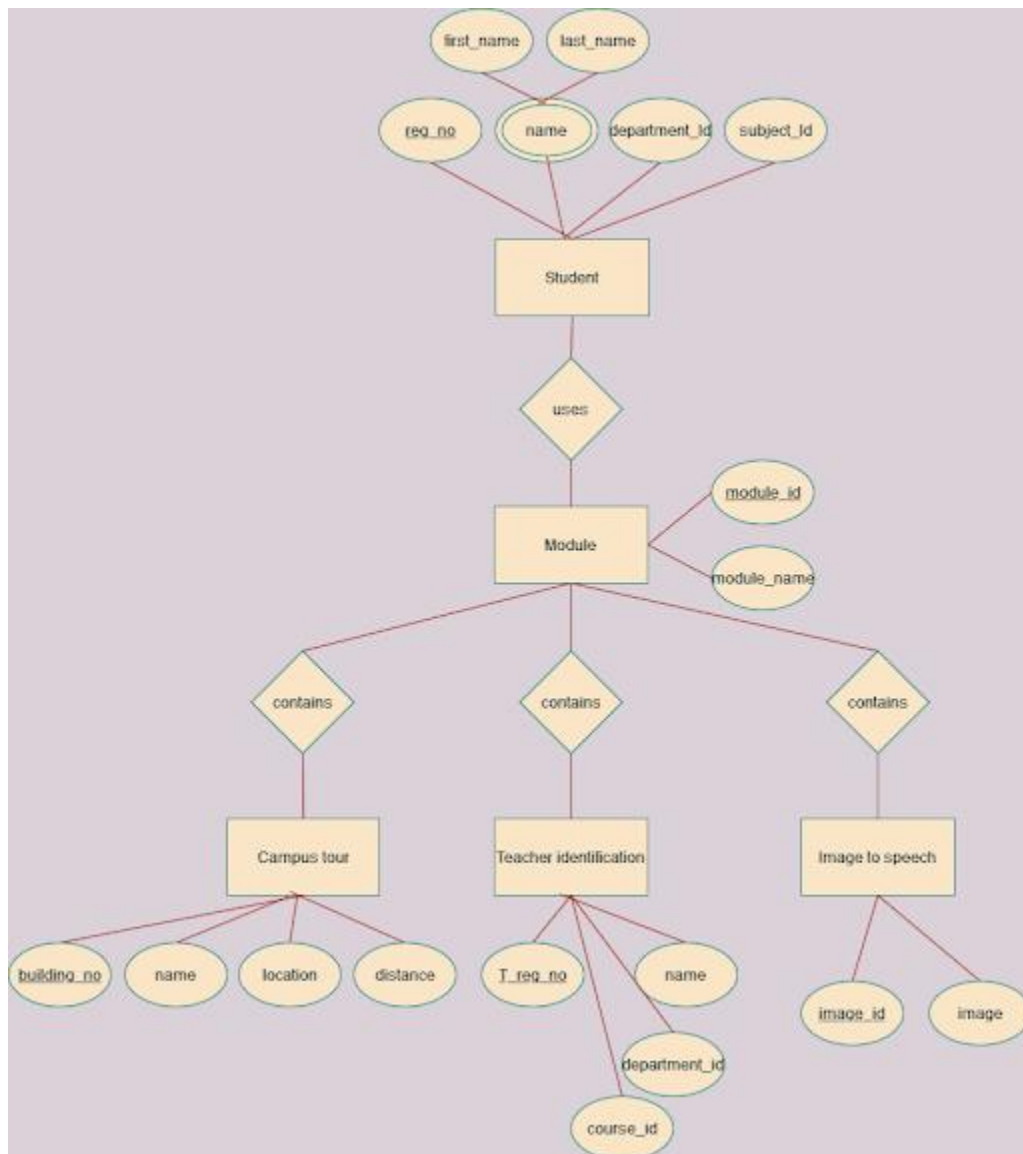 first_name
last_name
reg_no
name
department_Id
subject_Id
Student
uses
module_id
Module
module_name
contains
contains
contains
Campus tour
Teacher identification
Image to speech
building_no
name
location
distance
T_reg_no
name
image_id
image
department_id
course_id